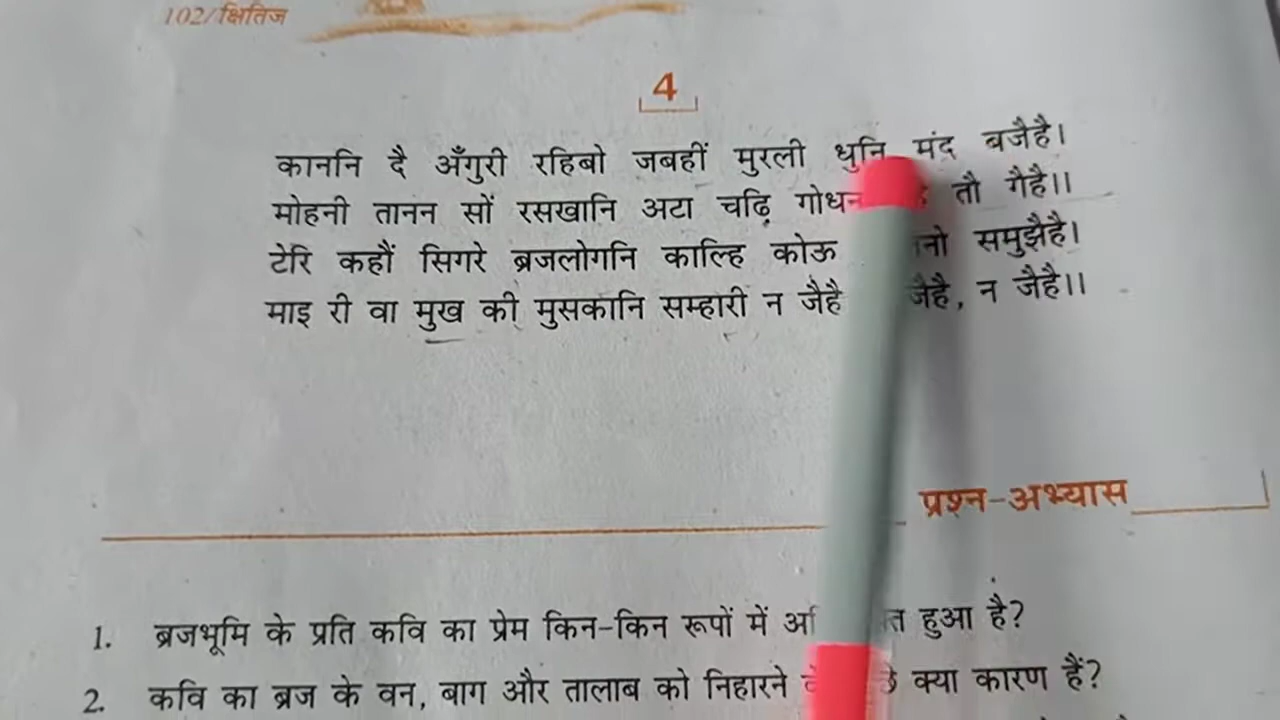 102/क्षितिज
4
काननि दै अँगुरी रहिबो जबहीं मुरली धुनि मंद बजैहै।
मोहनी तानन सों रसखानि अटा चढ़ि तौ गैहै।।
टेरि कहौं सिगरे ब्रजलोगनि काल्हि कोऊ समुझैहै।
माइ री वा मुख की मुसकानि सम्हारी न जैहै न जैहै।।
प्रश्न-अभ्यास
1. ब्रजभूमि के प्रति कवि का प्रेम किन-किन रूपों में हुआ है?
2. कवि का ब्रज के वन, बाग और तालाब को निहारने क्या कारण हैं?